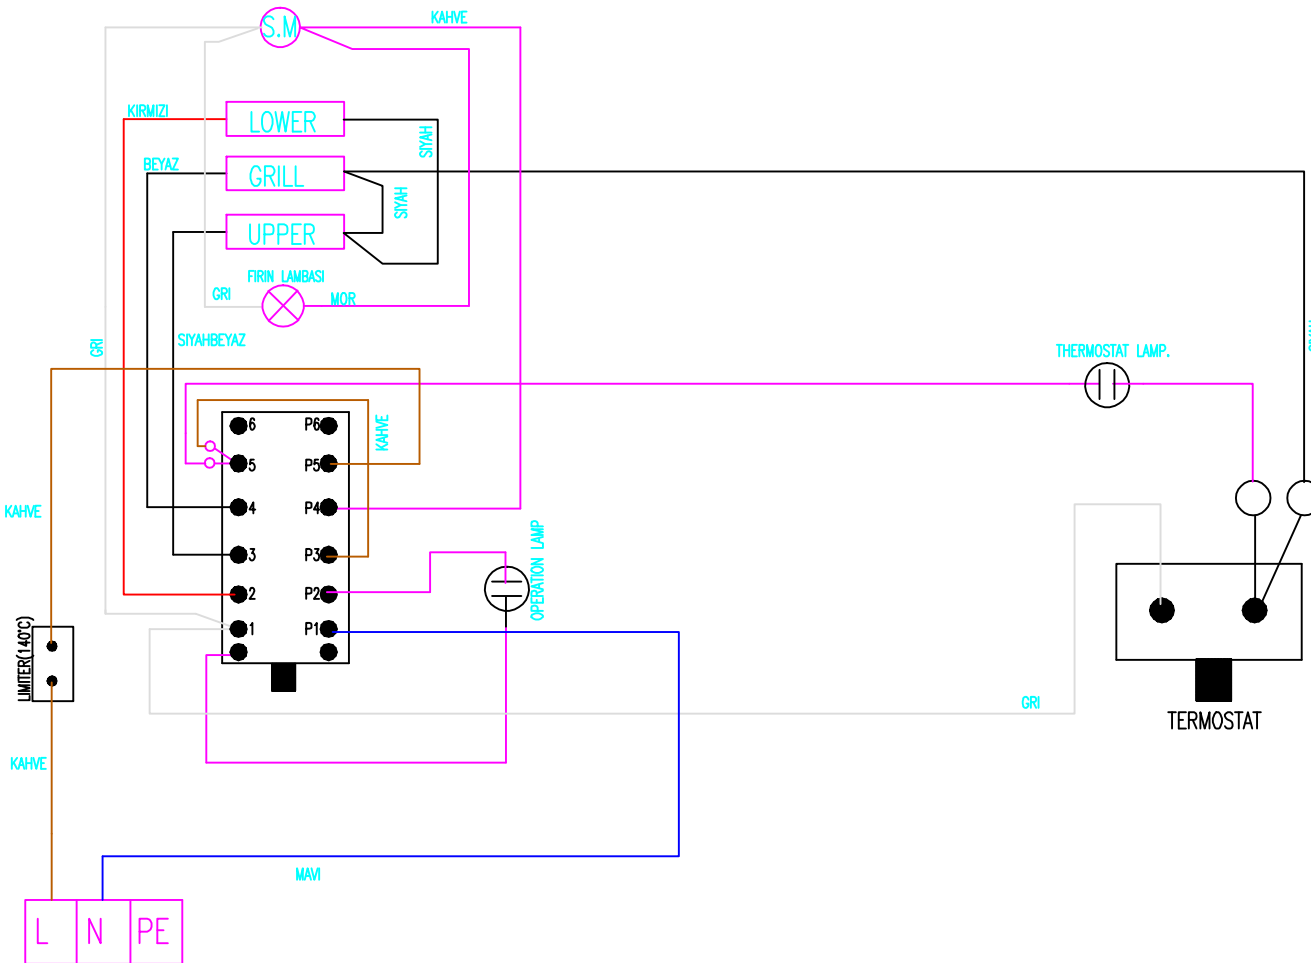 KAHVE
S.M
KIRMIZI
LOWER
SIYAH
BEYAZ
GRILL
SIYAH
UPPER
FIRIN LAMBASI
GRI
MOR
SIYAHBEYAZ
GRI
THERMOSTAT LAMP.
KAHVE
6 P6
5 P5
4 P4
3 P3
2 P2
1 P1
KAHVE
OPERATION LAMP
LIMITER(140°C)
GRI
TERMOSTAT
KAHVE
MAVI
L N PE